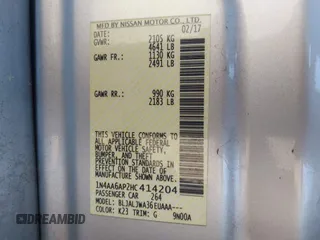 MFD BY NISSAN MOTOR CO., LTD.
DATE: 02/17
GVWR: 2105 KG
4641 LB
GAWR FR.: 1130 KG
2491 LB
GAWR RR: 990 KG
2183 LB
THIS VEHICLE CONFORMS TO
ALL APPLICABLE FEDERAL
MOTOR VEHICLE SAFETY,
BUMPER, AND THEFT
PREVENTION STANDARDS IN
EFFECT ON THE DATE OF
MANUFACTURE SHOWN ABOVE.
1N4AA6AP2HC414204
PASSENGER CAR 264
MODEL: BLJALJWA36EUAAA---
COLOR: K23 TRIM: G 9N00A
DCAR.COM